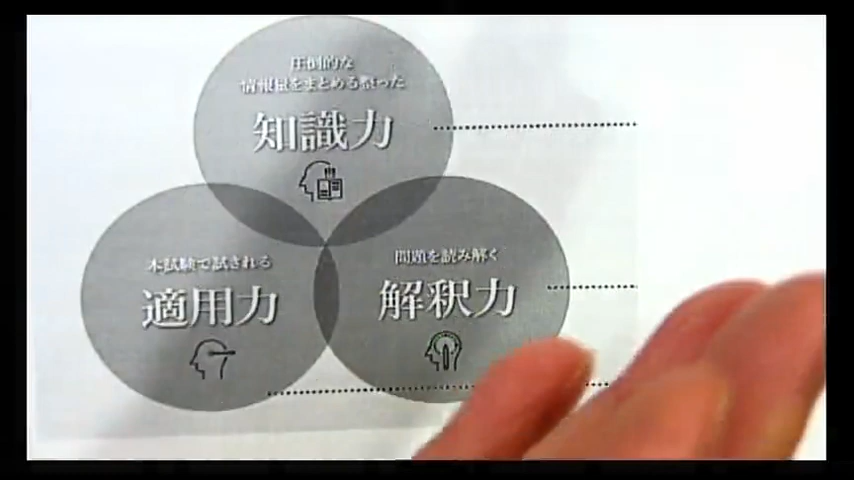 圧倒的な
情報量をまとめる整った
知識力
本試験で試される
適用力
問題を読み解く
解釈力